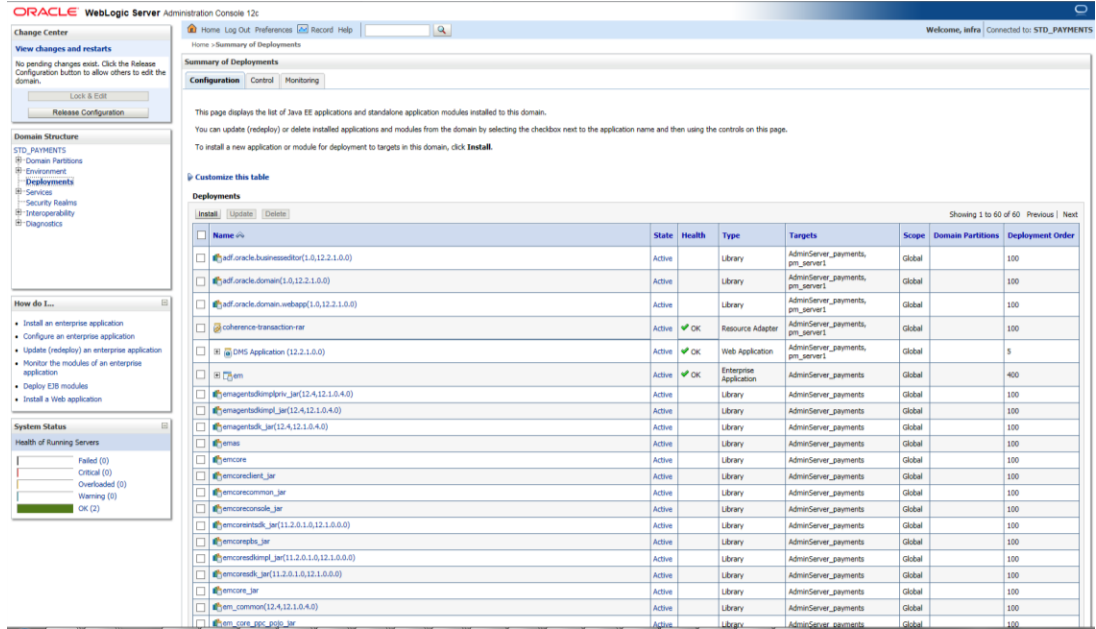 ORACLE WebLogic Server Administration Console 12c
Change Center
View changes and restarts
No pending changes exist. Click the Release
Configuration button to allow others to edit the
domain.
Lock & Edit
Release Configuration
Domain Structure
STD_PAYMENTS
Domain Partitions
Environment
Deployments
Services
Security Realms
Interoperability
Diagnostics
How do I...
Install an enterprise application
Configure an enterprise application
Update (redeploy) an enterprise application
Monitor the modules of an enterprise
application
Deploy EJB modules
Install a Web application
System Status
Health of Running Servers
Failed (0)
Critical (0)
Overloaded (0)
Warning (0)
OK (2)
Home Log Out Preferences Record Help
Welcome, infra Connected to: STD_PAYMENTS
Home >Summary of Deployments
Summary of Deployments
Configuration Control Monitoring
This page displays the list of Java EE applications and standalone application modules installed to this domain.
You can update (redeploy) or delete installed applications and modules from the domain by selecting the checkbox next to the application name and then using the controls on this page.
To install a new application or module for deployment to targets in this domain, click Install.
Customize this table
Deployments
Install Update Delete Showing 1 to 60 of 60 Previous | Next
Name State Health Type Targets Scope Domain Partitions Deployment Order
adf.oracle.businesseditor(1.0,12.2.1.0.0) Active Library AdminServer_payments, pm_server1 Global 100
adf.oracle.domain(1.0,12.2.1.0.0) Active Library AdminServer_payments, pm_server1 Global 100
adf.oracle.domain.webapp(1.0,12.2.1.0.0) Active Library AdminServer_payments, pm_server1 Global 100
coherence-transaction-rar Active OK Resource Adapter AdminServer_payments, pm_server1 Global 100
DMS Application (12.2.1.0.0) Active OK Web Application AdminServer_payments, pm_server1 Global 5
em Active OK Enterprise Application AdminServer_payments Global 400
emagentsdkimplpriv_jar(12.4,12.1.0.4.0) Active Library AdminServer_payments Global 100
emagentsdkimpl_jar(12.4,12.1.0.4.0) Active Library AdminServer_payments Global 100
emagentsdk_jar(12.4,12.1.0.4.0) Active Library AdminServer_payments Global 100
emas Active Library AdminServer_payments Global 100
emcore Active Library AdminServer_payments Global 100
emcoreclient_jar Active Library AdminServer_payments Global 100
emcorecommon_jar Active Library AdminServer_payments Global 100
emcoreconsole_jar Active Library AdminServer_payments Global 100
emcoreintsdk_jar(11.2.0.1.0,12.1.0.0.0) Active Library AdminServer_payments Global 100
emcorepbs_jar Active Library AdminServer_payments Global 100
emcoresdkimpl_jar(11.2.0.1.0,12.1.0.0.0) Active Library AdminServer_payments Global 100
emcoresdk_jar(11.2.0.1.0,12.1.0.0.0) Active Library AdminServer_payments Global 100
emcore_jar Active Library AdminServer_payments Global 100
em_common(12.4,12.1.0.4.0) Active Library AdminServer_payments Global 100
em_core_ppc_pojo_jar Active Library AdminServer_payments Global 100